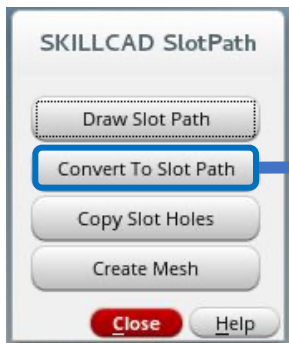 SKILLCAD SlotPath
Draw Slot Path
Convert To Slot Path
Copy Slot Holes
Create Mesh
Close Help